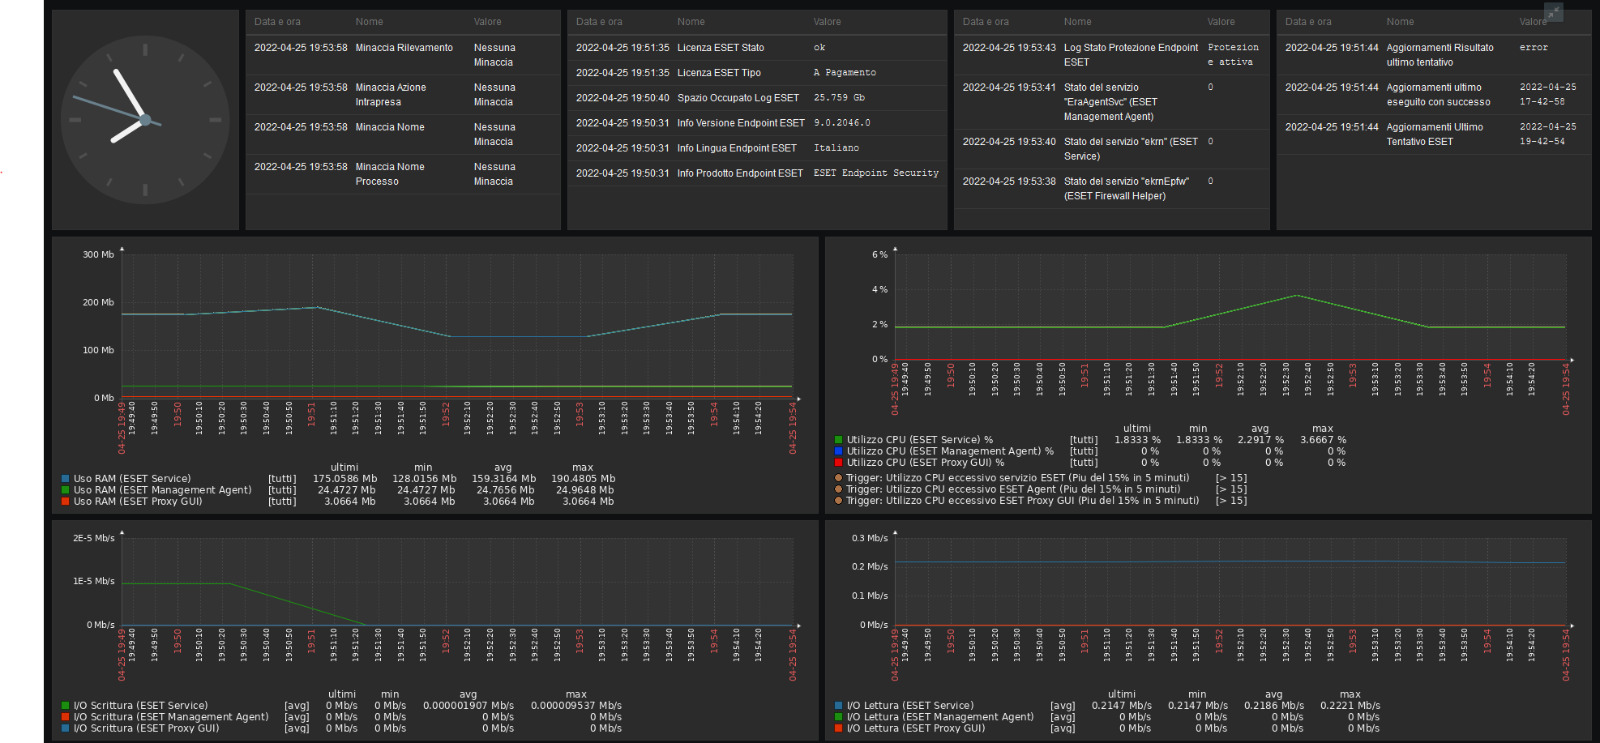 Data e ora Nome Valore
2022-04-25 19:53:58 Minaccia Rilevamento Nessuna
Minaccia
2022-04-25 19:53:58 Minaccia Azione Nessuna
Intrapresa Minaccia
2022-04-25 19:53:58 Minaccia Nome Nessuna
Minaccia
2022-04-25 19:53:58 Minaccia Nome Nessuna
Processo Minaccia
Data e ora Nome Valore
2022-04-25 19:51:35 Licenza ESET Stato ok
2022-04-25 19:51:35 Licenza ESET Tipo A Pagamento
2022-04-25 19:50:40 Spazio Occupato Log ESET 25.759 Gb
2022-04-25 19:50:31 Info Versione Endpoint ESET 9.0.2046.0
2022-04-25 19:50:31 Info Lingua Endpoint ESET Italiano
2022-04-25 19:50:31 Info Prodotto Endpoint ESET ESET Endpoint Security
Data e ora Nome Valore
2022-04-25 19:53:43 Log Stato Protezione Endpoint Protezion
ESET e attiva
2022-04-25 19:53:41 Stato del servizio 0
"EraAgentSvc" (ESET
Management Agent)
2022-04-25 19:53:40 Stato del servizio "ekrn" (ESET 0
Service)
2022-04-25 19:53:38 Stato del servizio "ekrnEpfw" 0
(ESET Firewall Helper)
Data e ora Nome Valore
2022-04-25 19:51:44 Aggiornamenti Risultato error
ultimo tentativo
2022-04-25 19:51:44 Aggiornamenti ultimo 2022-04-25
eseguito con successo 17-42-58
2022-04-25 19:51:44 Aggiornamenti Ultimo 2022-04-25
Tentativo ESET 19-42-54
300 Mb
200 Mb
100 Mb
0 Mb
04-25 19:49 19:49:40 19:49:50 19:50 19:50:10 19:50:20 19:50:30 19:50:40 19:50:50 19:51 19:51:10 19:51:20 19:51:30 19:51:40 19:51:50 19:52 19:52:10 19:52:20 19:52:30 19:52:40 19:52:50 19:53 19:53:10 19:53:20 19:53:30 19:53:40 19:53:50 19:54 19:54:10 19:54:20 04-25 19:54
ultimi min avg max
Uso RAM (ESET Service) [tutti] 175.0586 Mb 128.0156 Mb 159.3164 Mb 190.4805 Mb
Uso RAM (ESET Management Agent) [tutti] 24.4727 Mb 24.4727 Mb 24.7656 Mb 24.9648 Mb
Uso RAM (ESET Proxy GUI) [tutti] 3.0664 Mb 3.0664 Mb 3.0664 Mb 3.0664 Mb
6 %
4 %
2 %
0 %
04-25 19:49 19:49:40 19:49:50 19:50 19:50:10 19:50:20 19:50:30 19:50:40 19:50:50 19:51 19:51:10 19:51:20 19:51:30 19:51:40 19:51:50 19:52 19:52:10 19:52:20 19:52:30 19:52:40 19:52:50 19:53 19:53:10 19:53:20 19:53:30 19:53:40 19:53:50 19:54 19:54:10 19:54:20 04-25 19:54
ultimi min avg max
Utilizzo CPU (ESET Service) % [tutti] 1.8333 % 1.8333 % 2.2917 % 3.6667 %
Utilizzo CPU (ESET Management Agent) % [tutti] 0 % 0 % 0 % 0 %
Utilizzo CPU (ESET Proxy GUI) % [tutti] 0 % 0 % 0 % 0 %
Trigger: Utilizzo CPU eccessivo servizio ESET (Piu del 15% in 5 minuti) [> 15]
Trigger: Utilizzo CPU eccessivo ESET Agent (Piu del 15% in 5 minuti) [> 15]
Trigger: Utilizzo CPU eccessivo ESET Proxy GUI (Piu del 15% in 5 minuti) [> 15]
2E-5 Mb/s
1E-5 Mb/s
0 Mb/s
04-25 19:49 19:49:40 19:49:50 19:50 19:50:10 19:50:20 19:50:30 19:50:40 19:50:50 19:51 19:51:10 19:51:20 19:51:30 19:51:40 19:51:50 19:52 19:52:10 19:52:20 19:52:30 19:52:40 19:52:50 19:53 19:53:10 19:53:20 19:53:30 19:53:40 19:53:50 19:54 19:54:10 19:54:20 04-25 19:54
ultimi min avg max
I/O Scrittura (ESET Service) [avg] 0 Mb/s 0 Mb/s 0.000001907 Mb/s 0.000009537 Mb/s
I/O Scrittura (ESET Management Agent) [avg] 0 Mb/s 0 Mb/s 0 Mb/s 0 Mb/s
I/O Scrittura (ESET Proxy GUI) [avg] 0 Mb/s 0 Mb/s 0 Mb/s 0 Mb/s
0.3 Mb/s
0.2 Mb/s
0.1 Mb/s
0 Mb/s
04-25 19:49 19:49:40 19:49:50 19:50 19:50:10 19:50:20 19:50:30 19:50:40 19:50:50 19:51 19:51:10 19:51:20 19:51:30 19:51:40 19:51:50 19:52 19:52:10 19:52:20 19:52:30 19:52:40 19:52:50 19:53 19:53:10 19:53:20 19:53:30 19:53:40 19:53:50 19:54 19:54:10 19:54:20 04-25 19:54
ultimi min avg max
I/O Lettura (ESET Service) [avg] 0.2147 Mb/s 0.2147 Mb/s 0.2186 Mb/s 0.2221 Mb/s
I/O Lettura (ESET Management Agent) [avg] 0 Mb/s 0 Mb/s 0 Mb/s 0 Mb/s
I/O Lettura (ESET Proxy GUI) [avg] 0 Mb/s 0 Mb/s 0 Mb/s 0 Mb/s